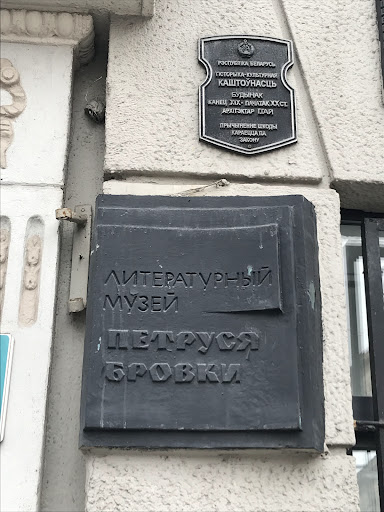 РЭСПУБЛІКА БЕЛАРУСЬ
ГІСТОРЫКА-КУЛЬТУРНАЯ
КАШТОЎНАСЦЬ
БУДЫНАК
КАНЕЦ XIX - ПАЧАТАК XX СТ.
АРХІТЭКТАР
ПРЫЧЫНЕННЕ ШКОДЫ
КАРАЕЦЦА ПА
ЗАКОНУ
ЛИТЕРАТУРНЫЙ
МУЗЕЙ
ПЕТРУСЯ
БРОВКИ